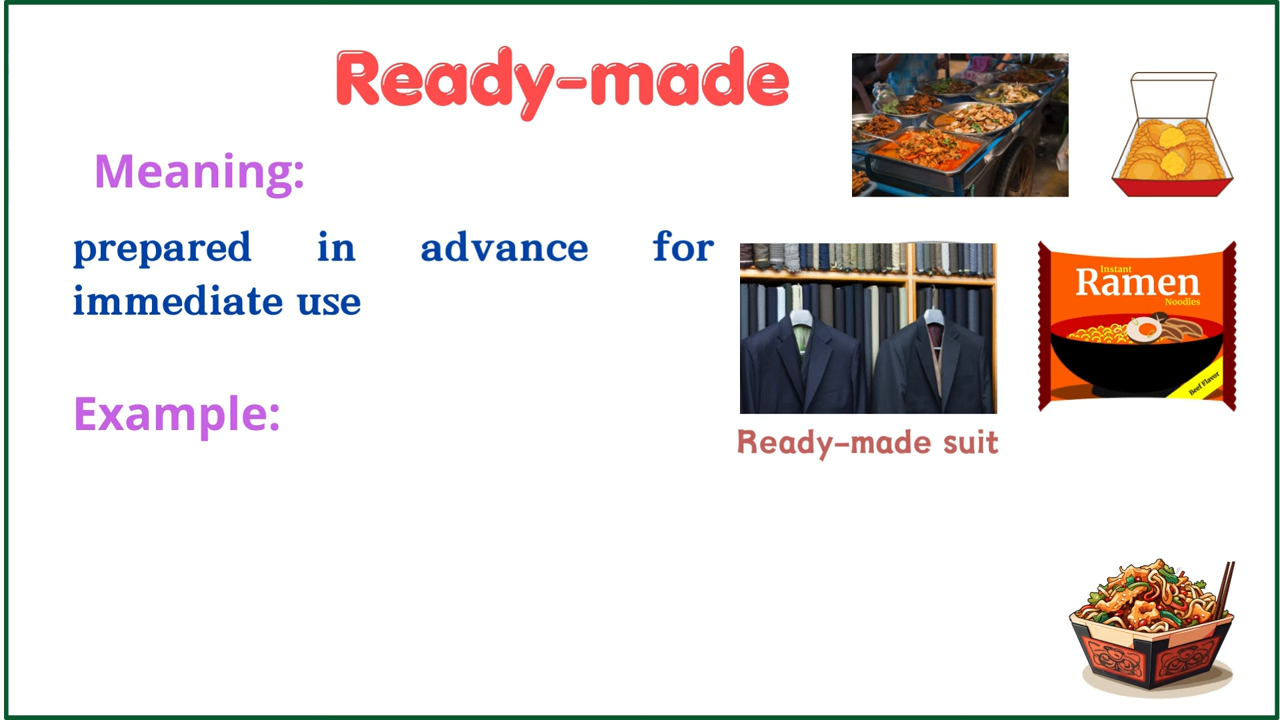 Ready-made
Meaning:
prepared in advance for
immediate use
Example:
Instant
Ramen
Noodles
Beef Flavor
Ready-made suit